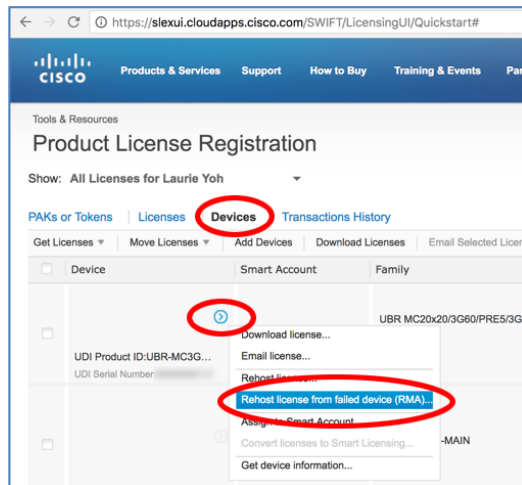 https://slexui.cloudapps.cisco.com/SWIFT/LicensingUI/Quickstart#
CISCO
Products & Services Support How to Buy Training & Events Par
Tools & Resources
Product License Registration
Show: All Licenses for Laurie Yoh
PAKs or Tokens Licenses Devices Transactions History
Get Licenses Move Licenses Add Devices Download Licenses Email Selected Licen
Device Smart Account Family
UBR MC20x20/3G60/PRE5/3G
Download license...
UDI Product ID:UBR-MC3G... Email license...
UDI Serial Number
Rehost license...
Rehost license from failed device (RMA)...
Assign to Smart Account...
Convert licenses to Smart Licensing... -MAIN
Get device information...